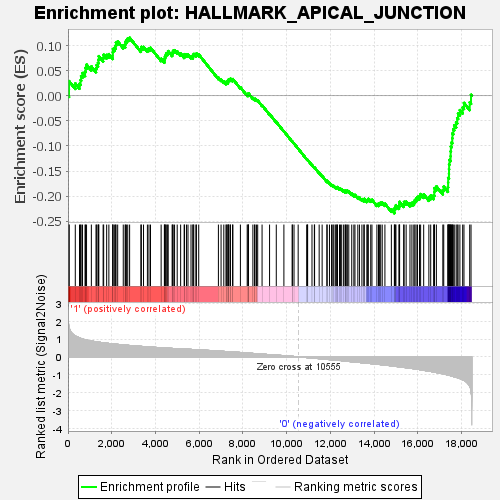 Enrichment plot: HALLMARK_APICAL_JUNCTION
Enrichment score (ES)
0.10
0.05
0.00
-0.05
-0.10
-0.15
-0.20
-0.25
'1' (positively correlated)
Ranked list metric (Signal2Noise)
3
2
1
0
-1
-2
-3
-4
Zero cross at 10555
'0' (negatively correlated)
0 2,000 4,000 6,000 8,000 10,000 12,000 14,000 16,000 18,000
Rank in Ordered Dataset
Enrichment profile Hits Ranking metric scores